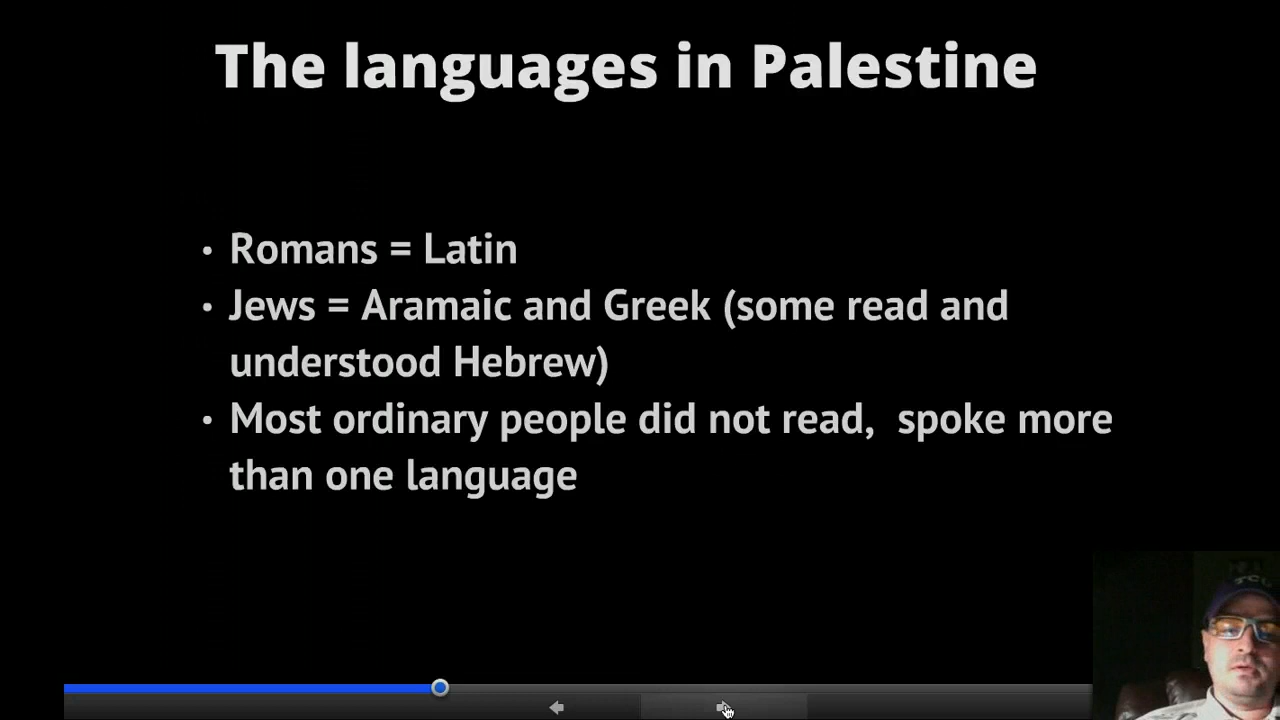 The languages in Palestine
• Romans = Latin
• Jews = Aramaic and Greek (some read and
understood Hebrew)
• Most ordinary people did not read,  spoke more
than one language
TCU